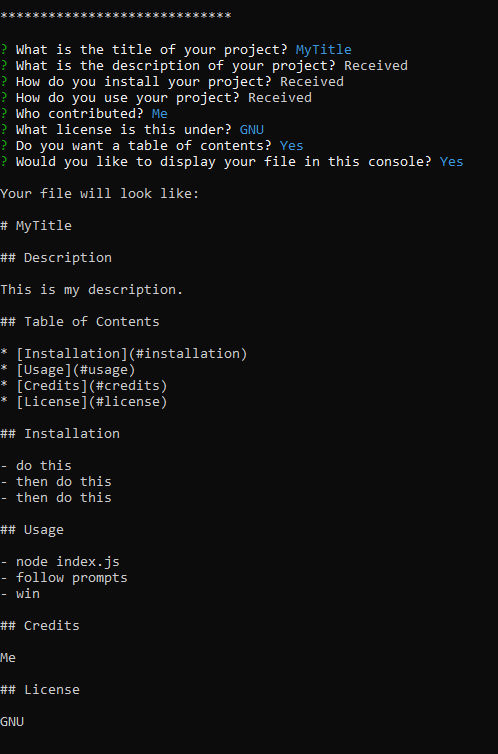 *****************************
? What is the title of your project? MyTitle
? What is the description of your project? Received
? How do you install your project? Received
? How do you use your project? Received
? Who contributed? Me
? What license is this under? GNU
? Do you want a table of contents? Yes
? Would you like to display your file in this console? Yes
Your file will look like:
# MyTitle
## Description
This is my description.
## Table of Contents
* [Installation](#installation)
* [Usage](#usage)
* [Credits](#credits)
* [License](#license)
## Installation
- do this
- then do this
- then do this
## Usage
- node index.js
- follow prompts
- win
## Credits
Me
## License
GNU